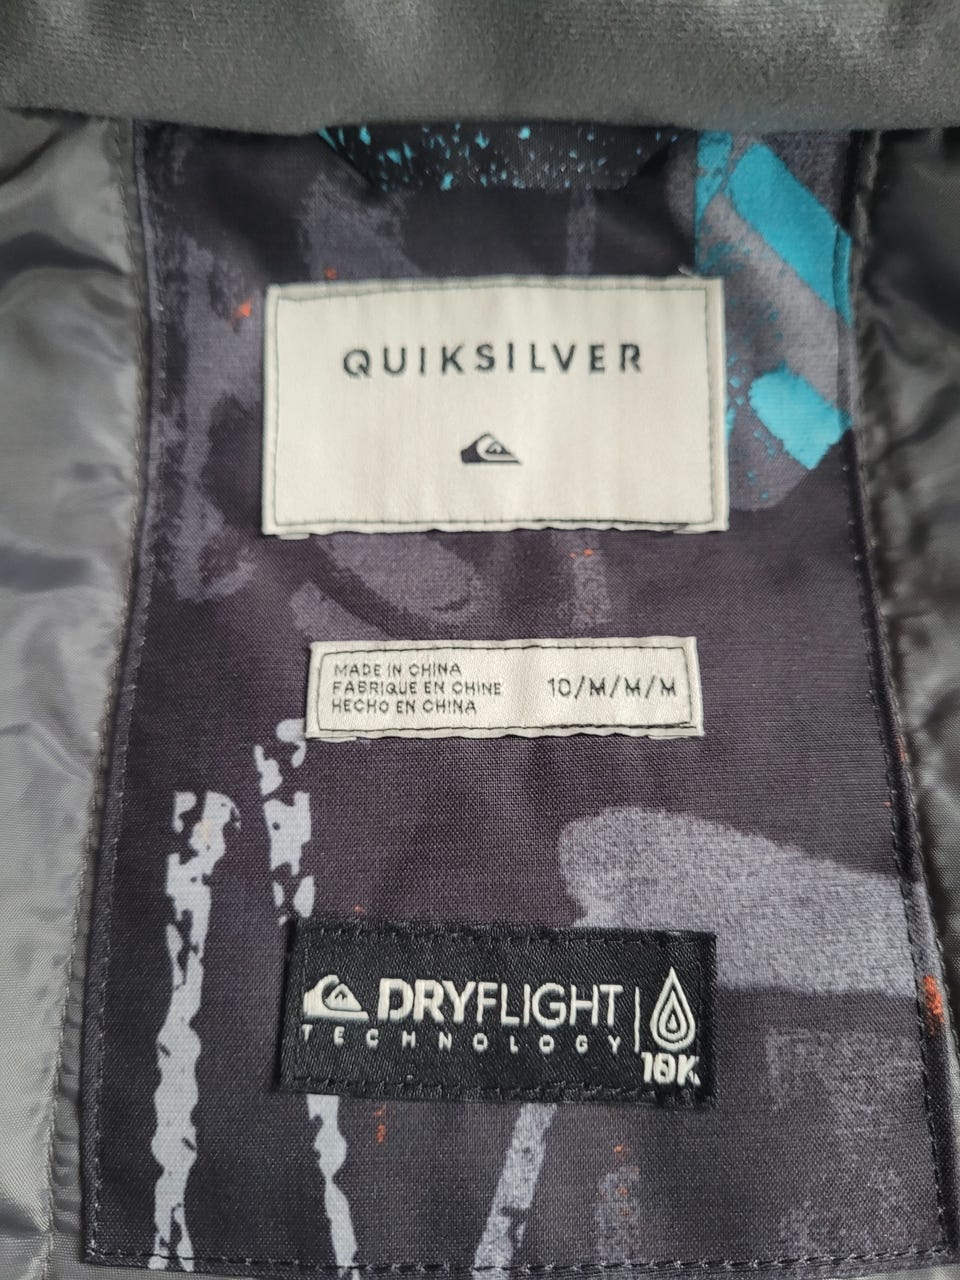 QUIKSILVER
MADE IN CHINA
FABRIQUE EN CHINE
HECHO EN CHINA
10/M/M/M
DRYFLIGHT
TECHNOLOGY
10K